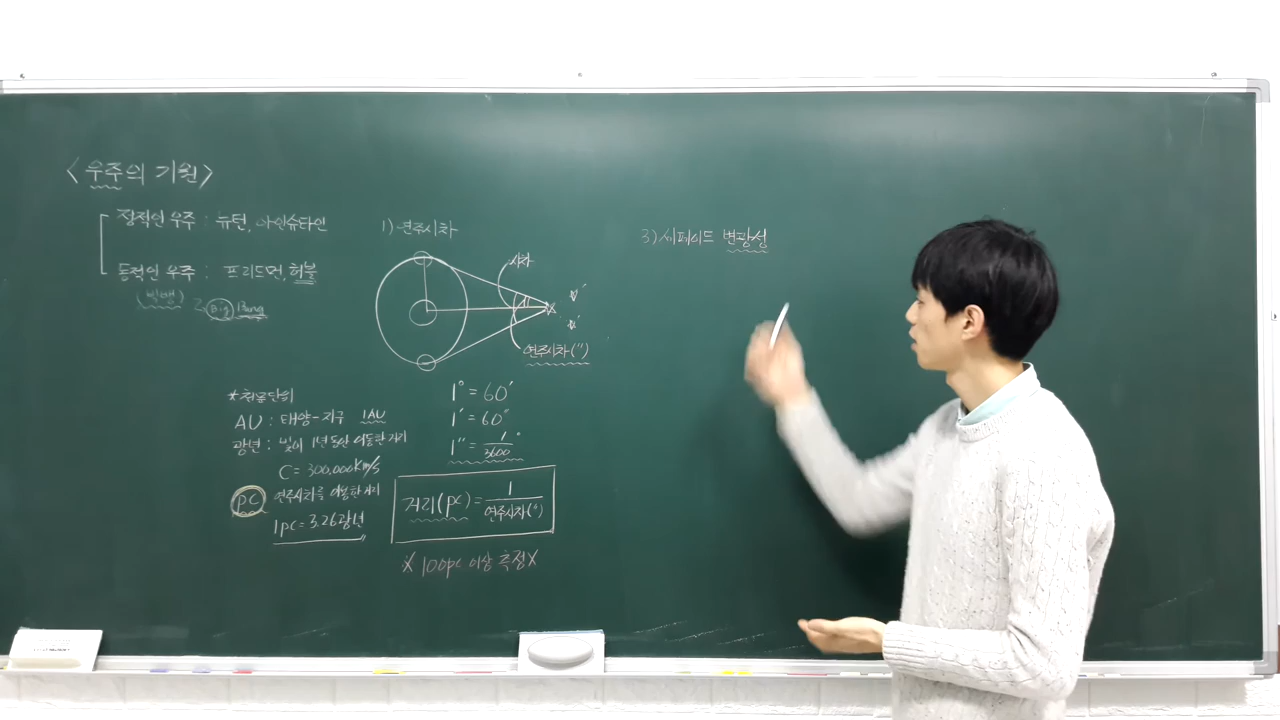 <우주의 기원>
정적인 우주 : 뉴턴, 아인슈타인
동적인 우주 : 프리드먼, 허블
(빅뱅) Big Bang
1) 연주시차
시차
연주시차(")
1° = 60′
1′ = 60″
1″ = 1/3600°
거리(pc) = 1/연주시차(″)
※ 100pc 이상 측정 X
AU : 태양-지구 1AU
광년 : 빛이 1년동안 이동한 거리
C = 300,000km/s
pc 연주시차를 이용한 거리
1pc = 3.26광년
3) 세페이드 변광성